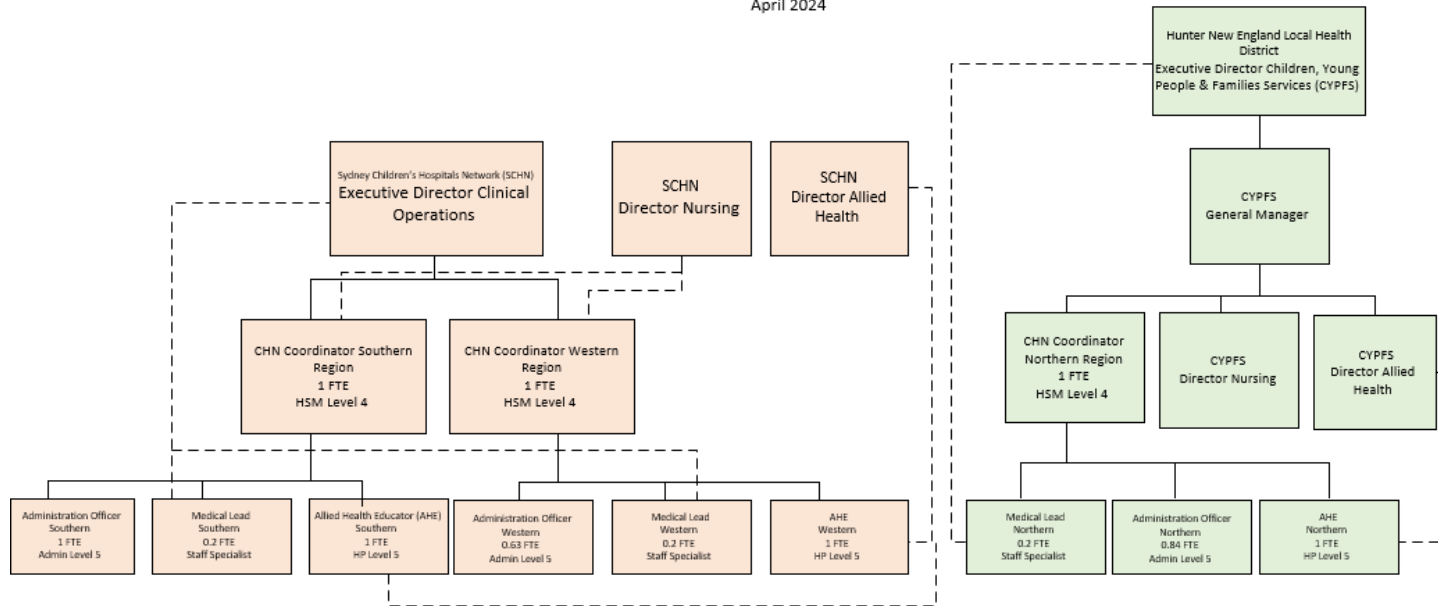 April 2024
Hunter New England Local Health
District
Executive Director Children, Young
People & Families Services (CYPFS)
Sydney Children's Hospitals Network (SCHN)
Executive Director Clinical
Operations
SCHN
Director Nursing
SCHN
Director Allied
Health
CYPFS
General Manager
CHN Coordinator Southern
Region
1 FTE
HSM Level 4
CHN Coordinator Western
Region
1 FTE
HSM Level 4
CHN Coordinator
Northern Region
1 FTE
HSM Level 4
CYPFS
Director Nursing
CYPFS
Director Allied
Health
Administration Officer
Southern
1 FTE
Admin Level 5
Medical Lead
Southern
0.2 FTE
Staff Specialist
Allied Health Educator (AHE)
Southern
1 FTE
HP Level 5
Administration Officer
Western
0.63 FTE
Admin Level 5
Medical Lead
Western
0.2 FTE
Staff Specialist
AHE
Western
1 FTE
HP Level 5
Medical Lead
Northern
0.2 FTE
Staff Specialist
Administration Officer
Northern
0.84 FTE
Admin Level 5
AHE
Northern
1 FTE
HP Level 5